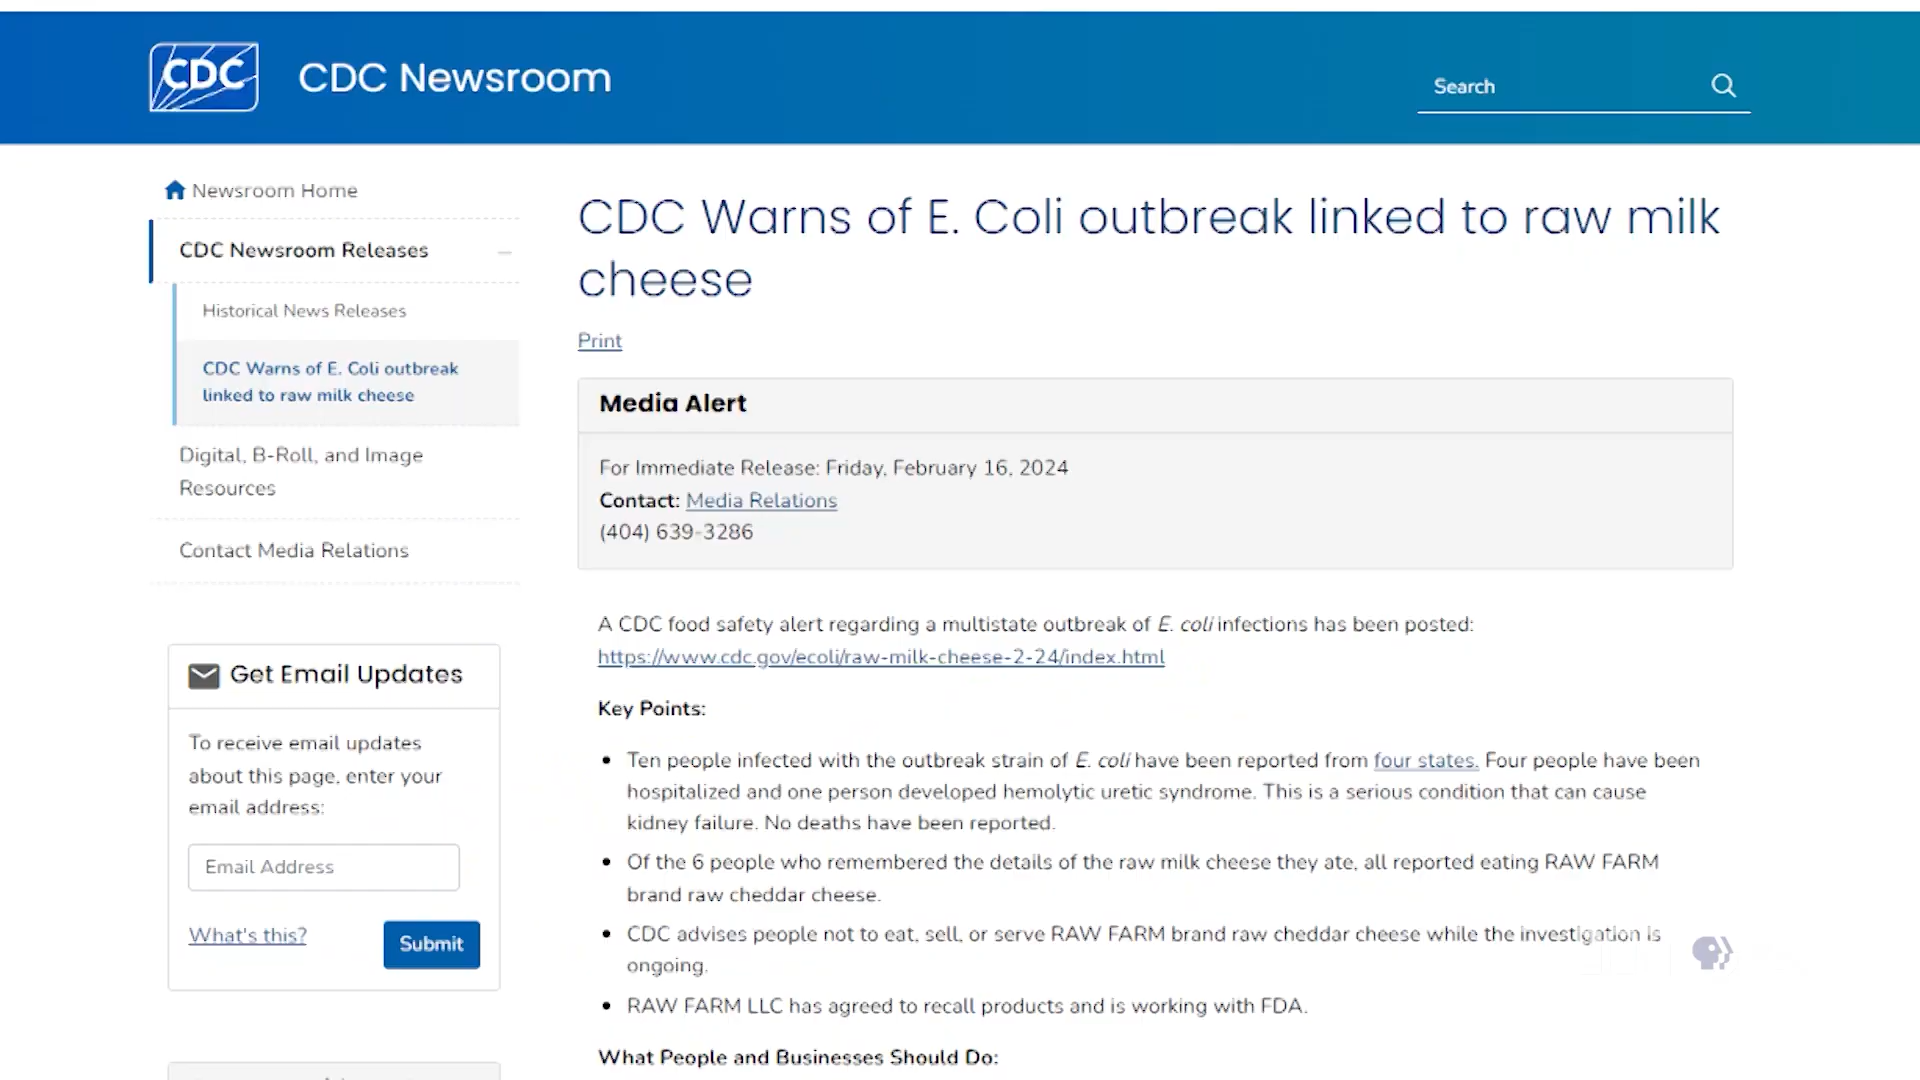 CDC
CDC Newsroom
Search
Newsroom Home
CDC Newsroom Releases
Historical News Releases
CDC Warns of E. Coli outbreak
linked to raw milk cheese
Digital, B-Roll, and Image
Resources
Contact Media Relations
Get Email Updates
To receive email updates
about this page, enter your
email address:
Email Address
What's this?
Submit
CDC Warns of E. Coli outbreak linked to raw milk
cheese
Print
Media Alert
For Immediate Release: Friday, February 16, 2024
Contact: Media Relations
(404) 639-3286
A CDC food safety alert regarding a multistate outbreak of E. coli infections has been posted:
https://www.cdc.gov/ecoli/raw-milk-cheese-2-24/index.html
Key Points:
Ten people infected with the outbreak strain of E. coli have been reported from four states. Four people have been
hospitalized and one person developed hemolytic uretic syndrome. This is a serious condition that can cause
kidney failure. No deaths have been reported.
Of the 6 people who remembered the details of the raw milk cheese they ate, all reported eating RAW FARM
brand raw cheddar cheese.
CDC advises people not to eat, sell, or serve RAW FARM brand raw cheddar cheese while the investigation is
ongoing.
RAW FARM LLC has agreed to recall products and is working with FDA.
What People and Businesses Should Do: